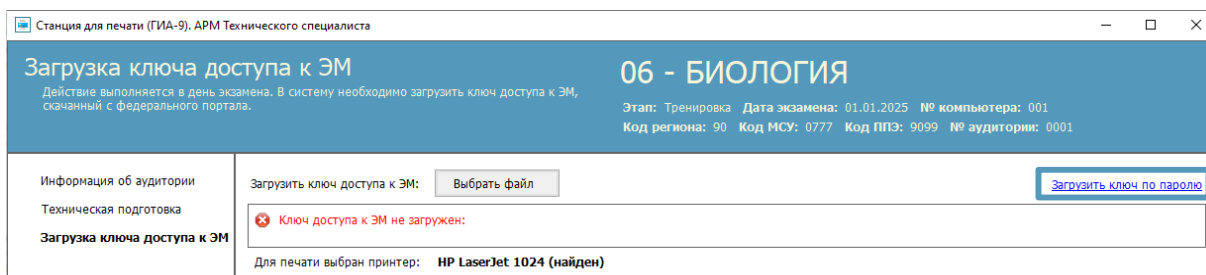 Станция для печати (ГИА-9). АРМ Технического специалиста
Загрузка ключа доступа к ЭМ
Действие выполняется в день экзамена. В систему необходимо загрузить ключ доступа к ЭМ,
скачанный с федерального портала.
06 - БИОЛОГИЯ
Этап: Тренировка Дата экзамена: 01.01.2025 № компьютера: 001
Код региона: 90 Код МСУ: 0777 Код ППЭ: 9099 № аудитории: 0001
Информация об аудитории
Техническая подготовка
Загрузка ключа доступа к ЭМ
Загрузить ключ доступа к ЭМ: Выбрать файл Загрузить ключ по паролю
Ключ доступа к ЭМ не загружен:
Для печати выбран принтер: HP LaserJet 1024 (найден)